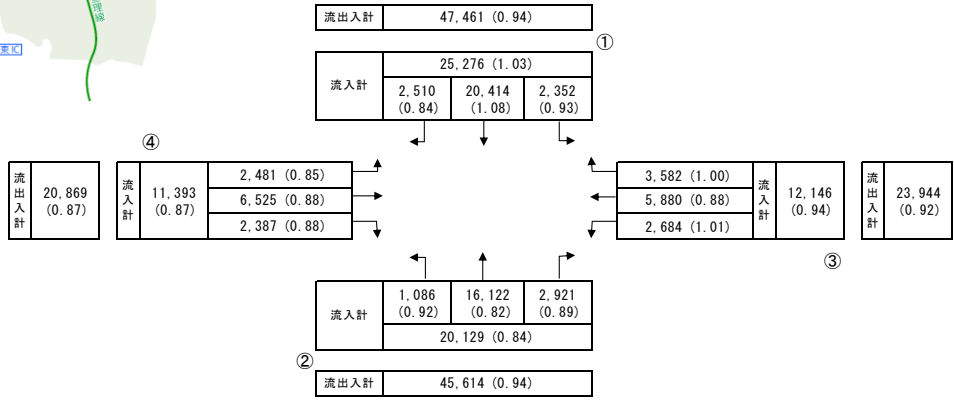 理線
東IC
流出入計 47,461 (0.94)
①
流入計
25,276 (1.03)
2,510 20,414 2,352
(0.84) (1.08) (0.93)
④
流出入計
20,869
(0.87)
流入計
11,393
(0.87)
2,481 (0.85)
6,525 (0.88)
2,387 (0.88)
3,582 (1.00)
5,880 (0.88)
2,684 (1.01)
流入計
12,146
(0.94)
流出入計
23,944
(0.92)
③
流入計
1,086 16,122 2,921
(0.92) (0.82) (0.89)
20,129 (0.84)
②
流出入計 45,614 (0.94)